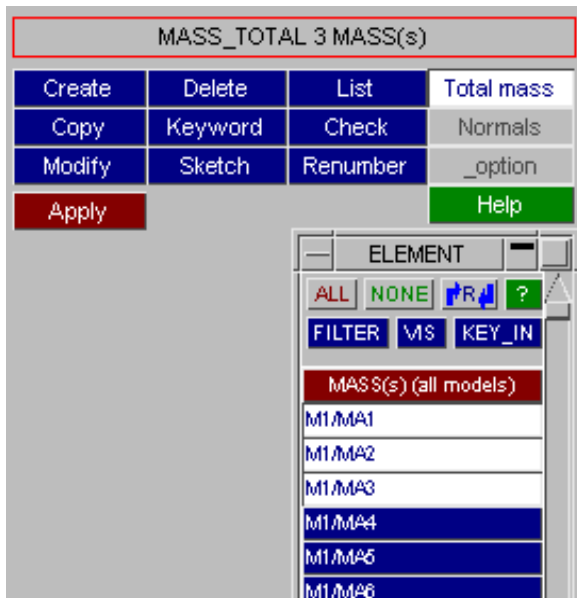 MASS_TOTAL 3 MASS(s)
Create Delete List Total mass
Copy Keyword Check Normals
Modify Sketch Renumber _option
Apply Help
ELEMENT
ALL NONE R ?
FILTER VIS KEY_IN
MASS(s) (all models)
M1/MA1
M1/MA2
M1/MA3
M1/MA4
M1/MA5
M1/MA6